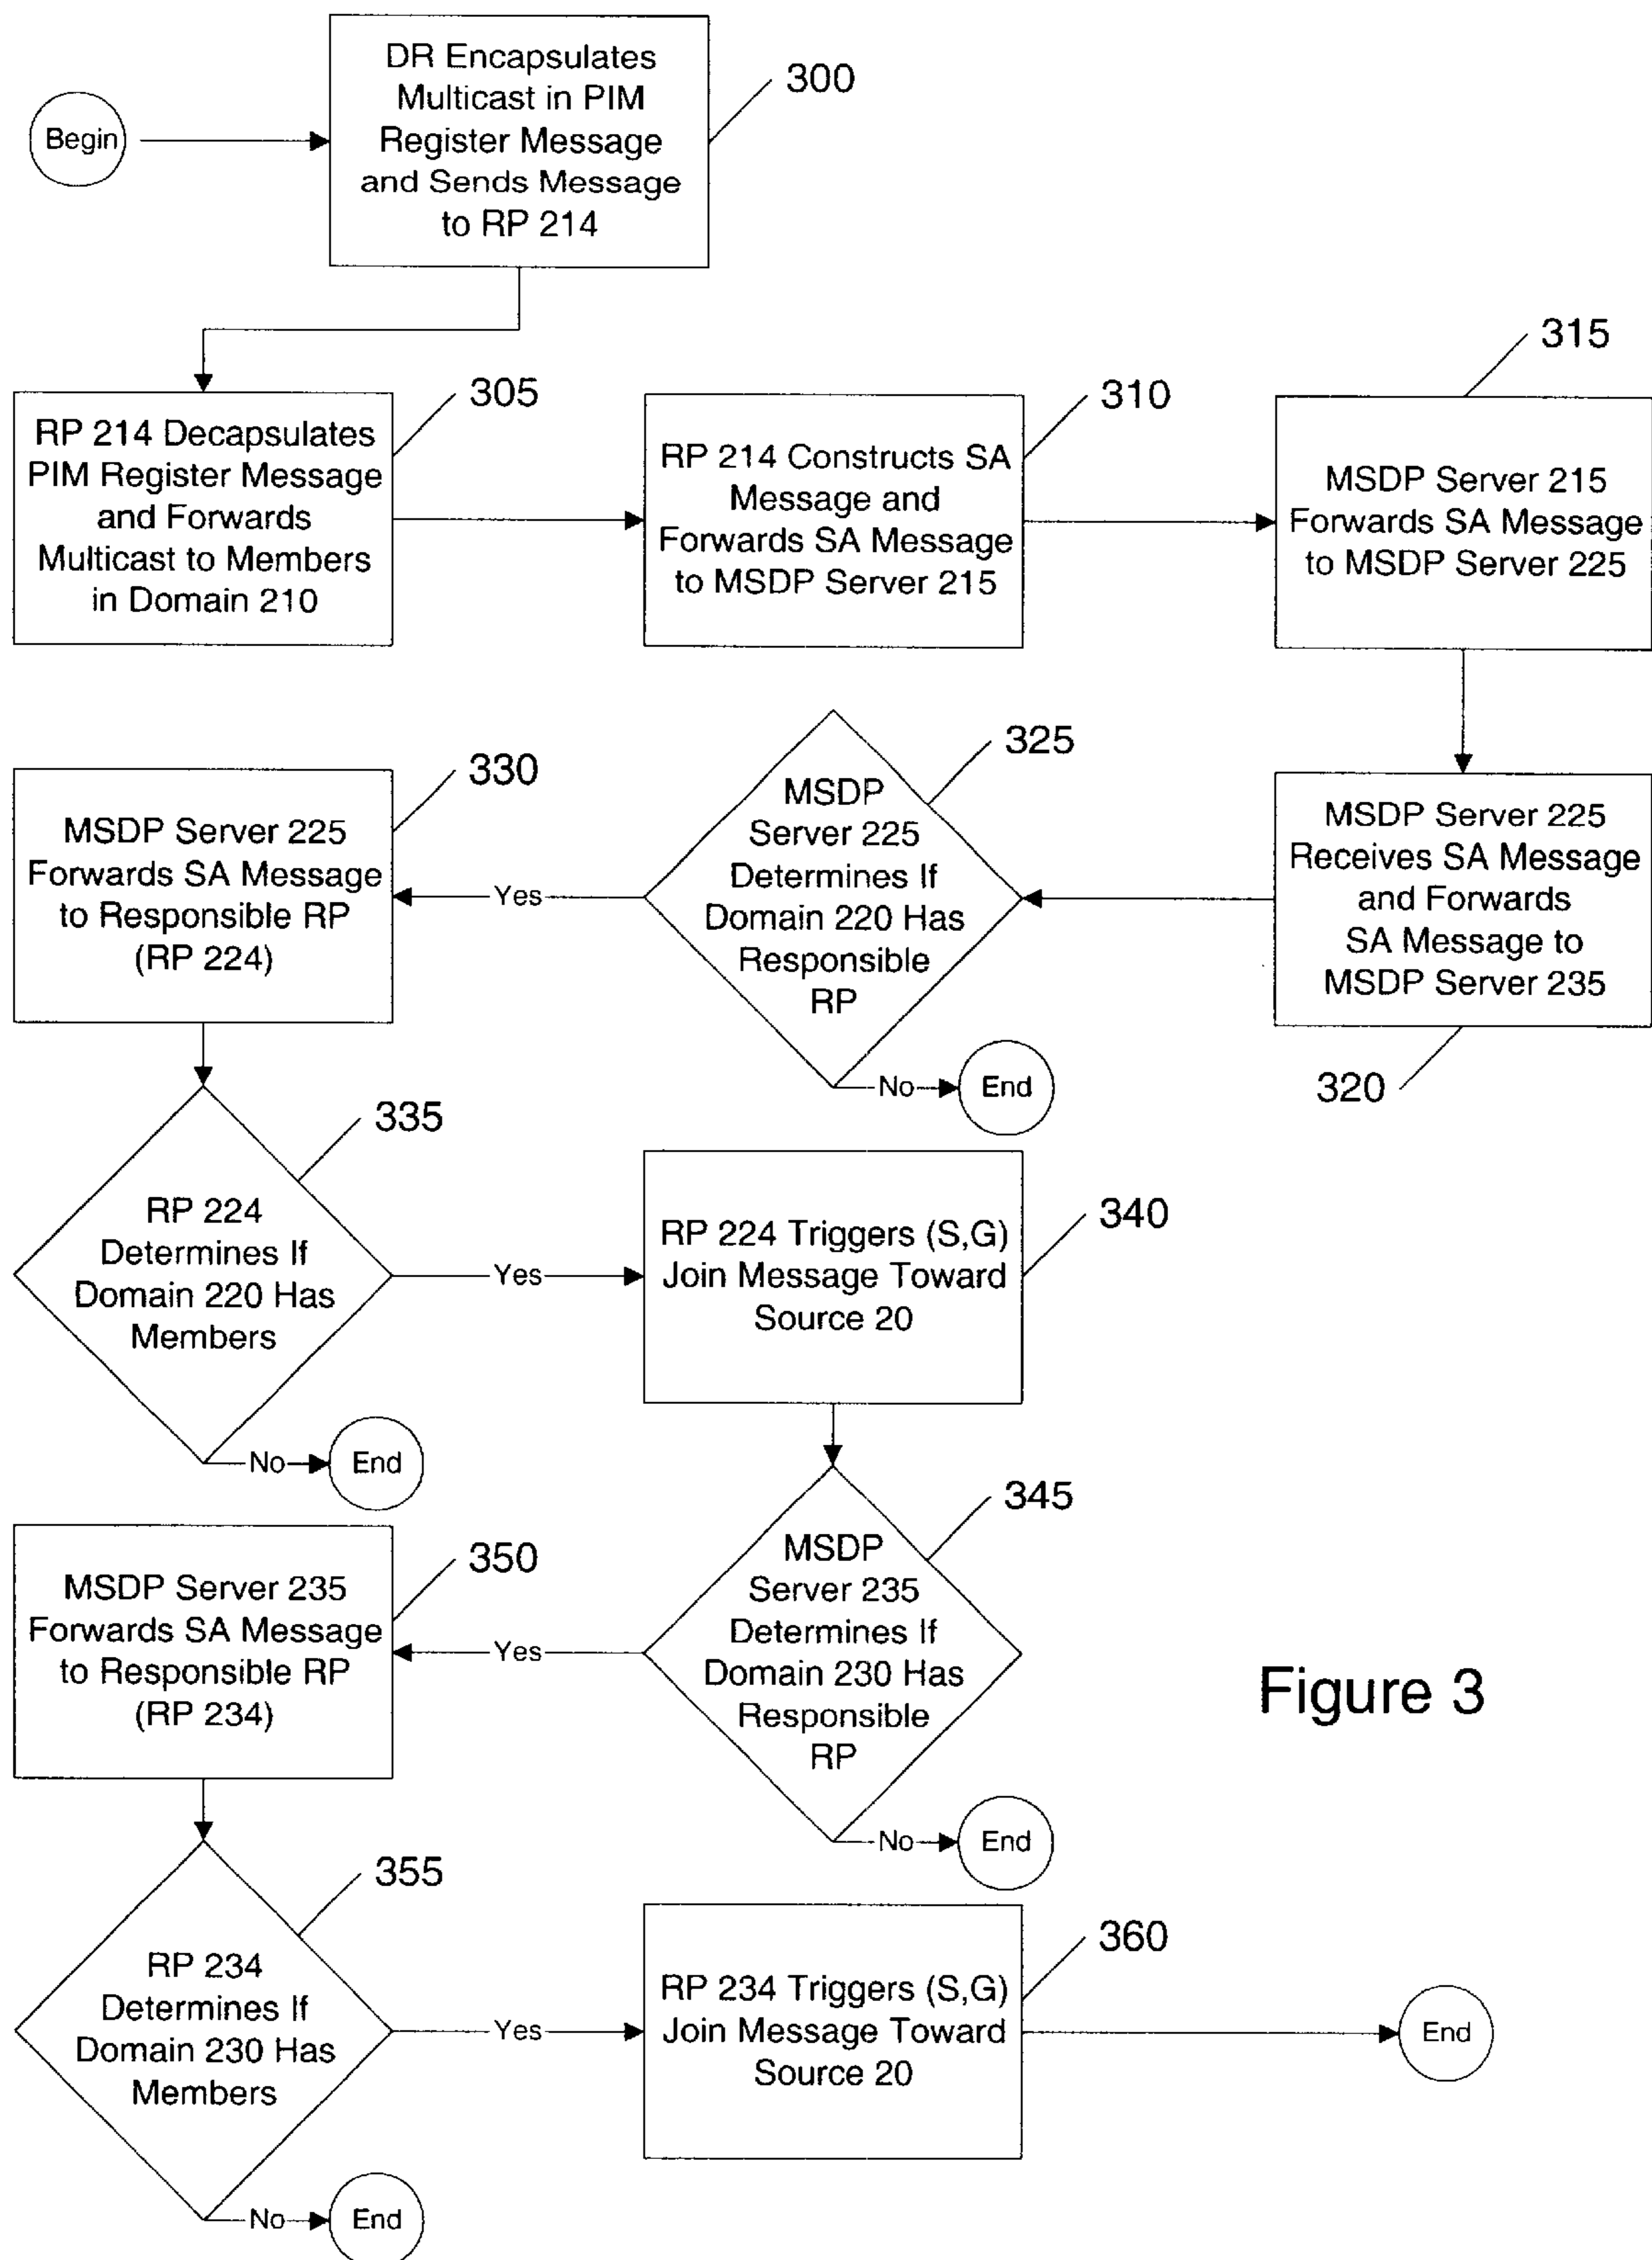 DR Encapsulates
Multicast in PIM
Register Message
and Sends Message
to RP 214
300
Begin
315
305
310
RP 214 Decapsulates
PIM Register Message
and Forwards
Multicast to Members
in Domain 210
RP 214 Constructs SA
Message and
Forwards SA Message
to MSDP Server 215
MSDP Server 215
Forwards SA Message
to MSDP Server 225
325
330
MSDP
Server 225
Determines If
Domain 220 Has
Responsible
RP
MSDP Server 225
Forwards SA Message
to Responsible RP
(RP 224)
Yes
MSDP Server 225
Receives SA Message
and Forwards
SA Message to
MSDP Server 235
No
End
320
335
RP 224
Determines If
Domain 220 Has
Members
Yes
RP 224 Triggers (S,G)
Join Message Toward
Source 20
340
No
End
345
350
MSDP
Server 235
Determines If
Domain 230 Has
Responsible
RP
MSDP Server 235
Forwards SA Message
to Responsible RP
(RP 234)
Yes
Figure 3
No
End
355
360
RP 234
Determines If
Domain 230 Has
Members
Yes
RP 234 Triggers (S,G)
Join Message Toward
Source 20
End
No
End